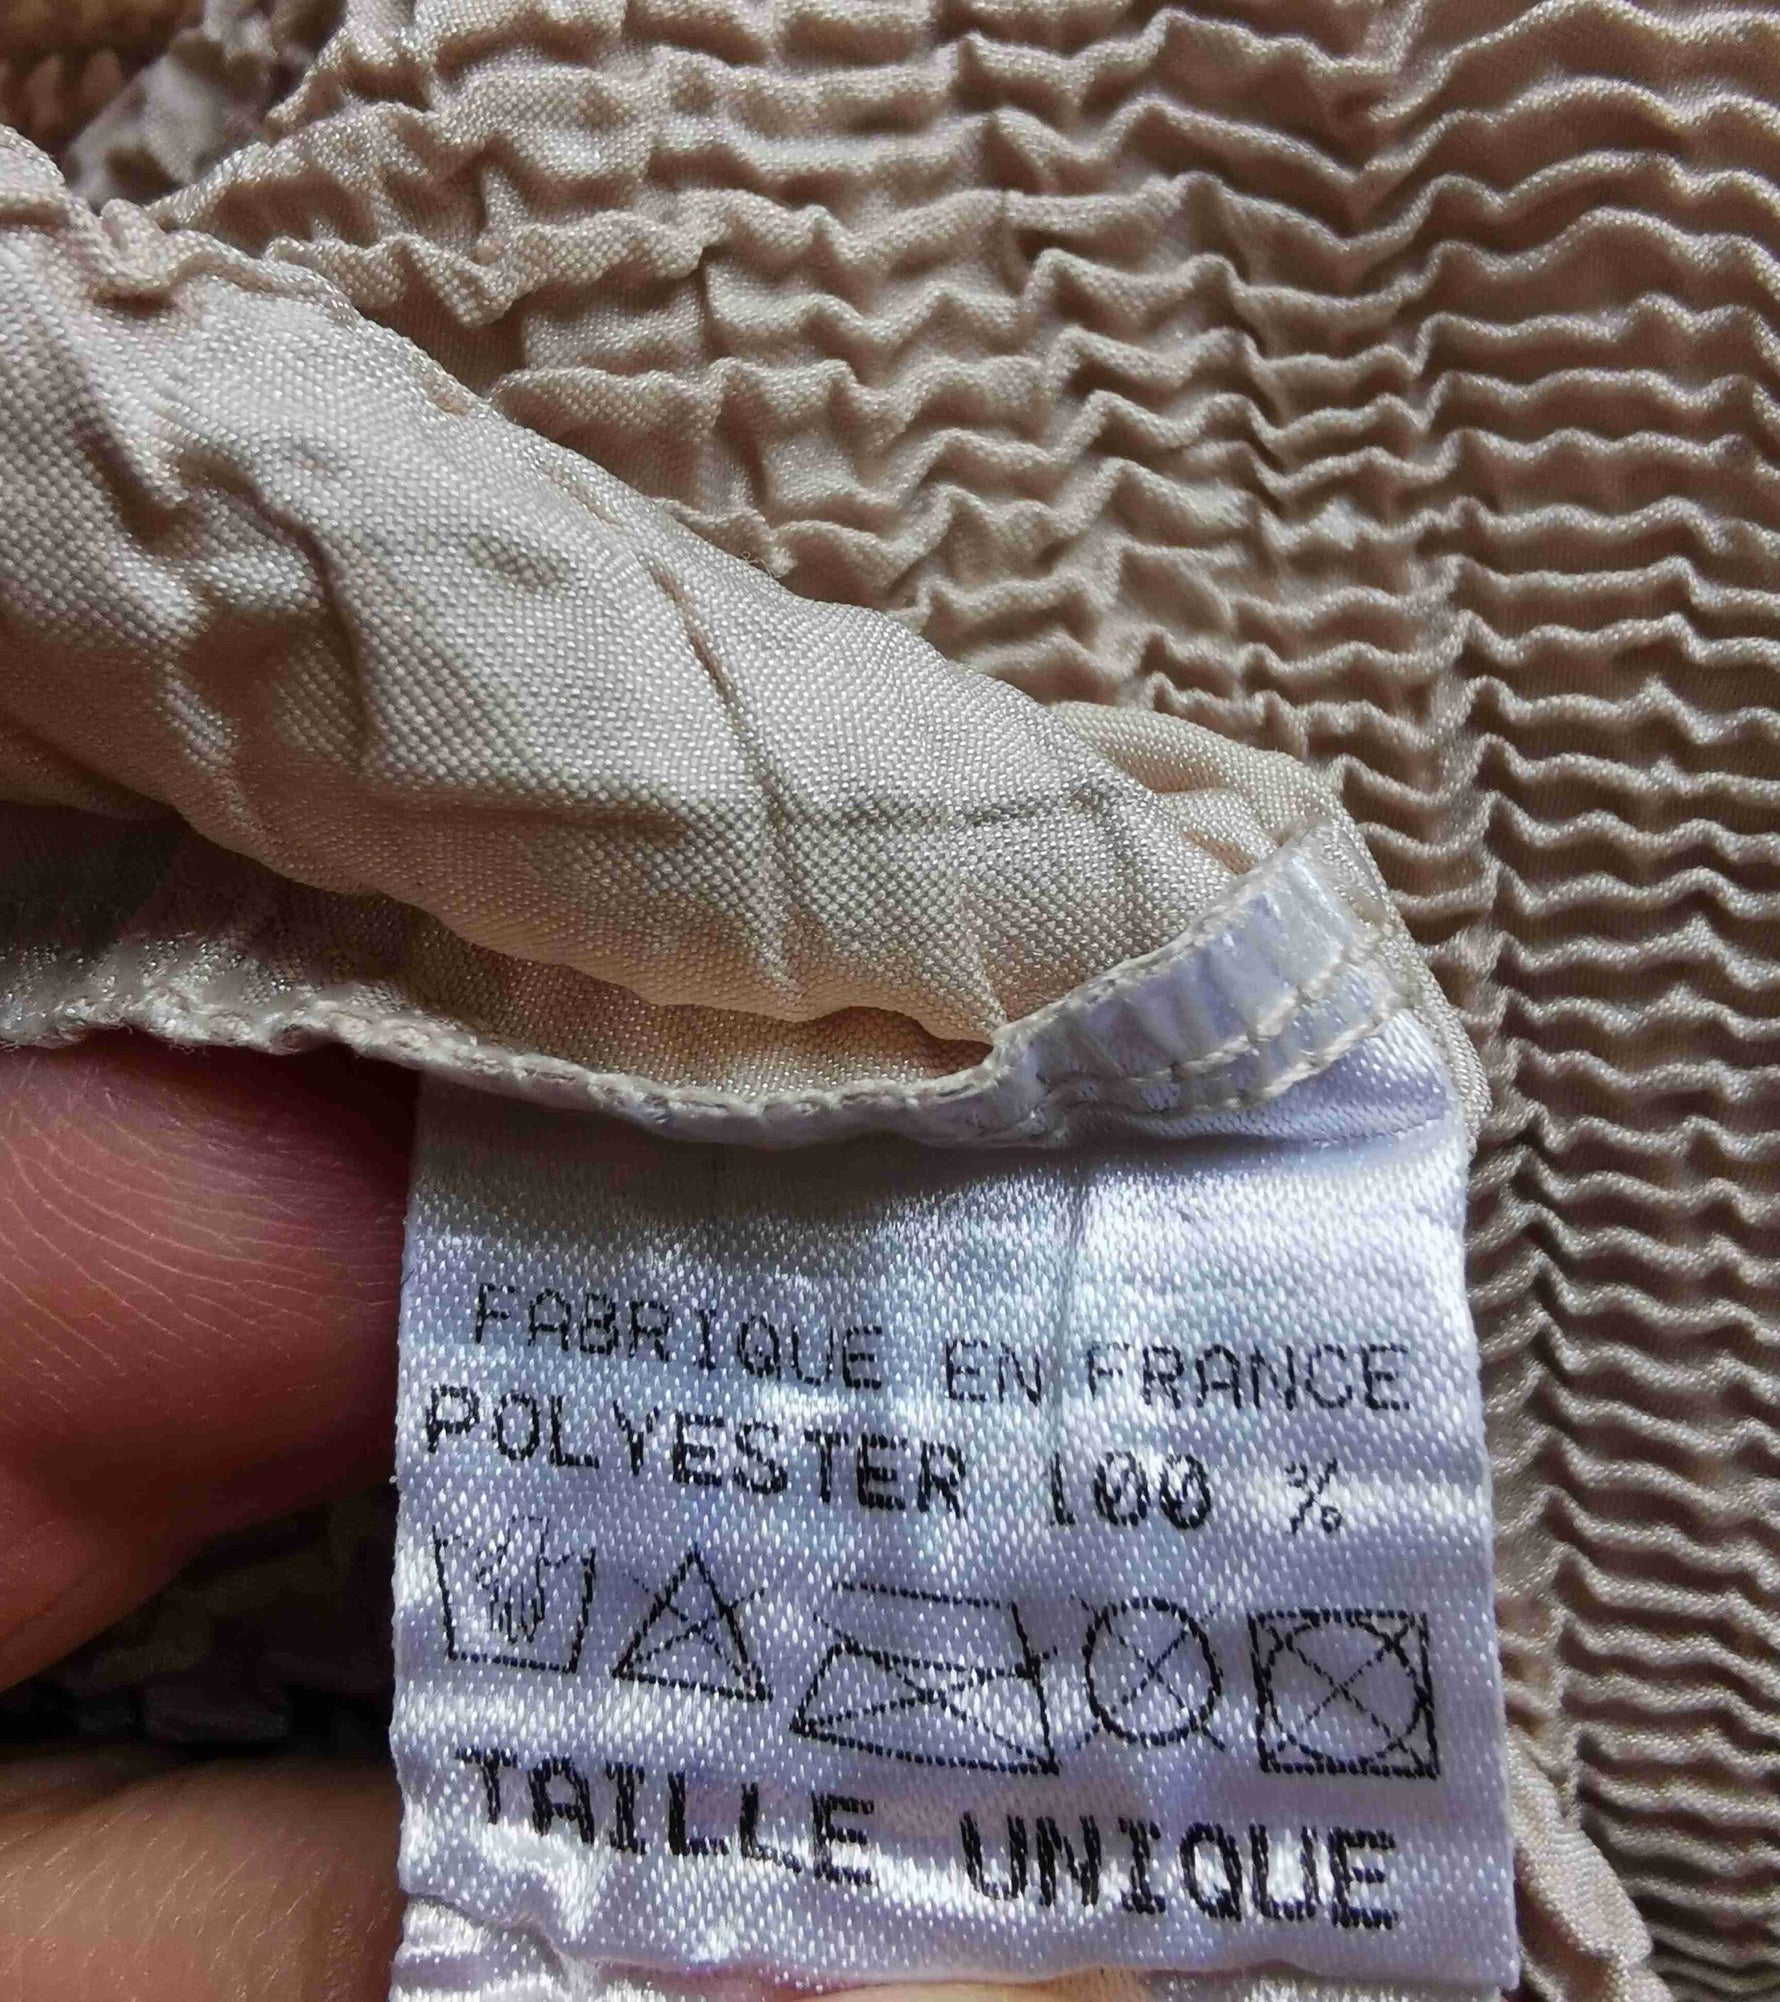 FABRIQUE EN FRANCE
POLYESTER 100 %
TAILLE UNIQUE